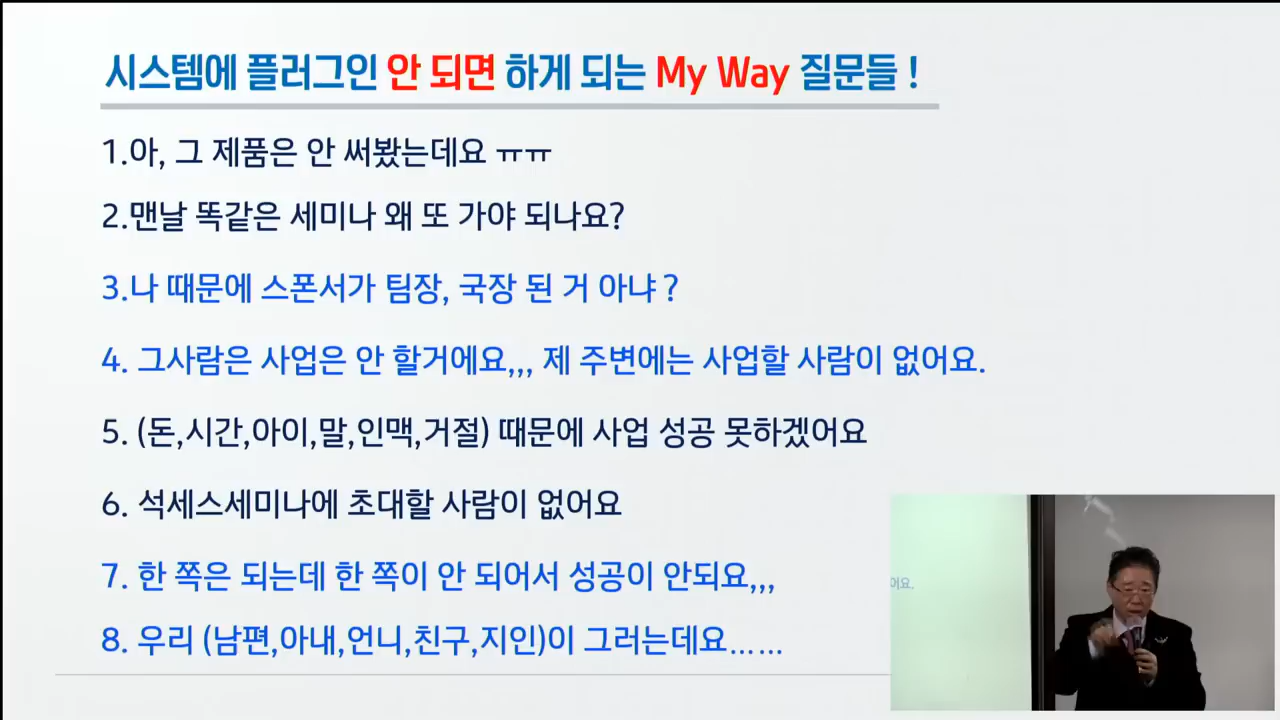 시스템에 플러그인 안 되면 하게 되는 My Way 질문들 !
1.아, 그 제품은 안 써봤는데요 ㅠㅠ
2.맨날 똑같은 세미나 왜 또 가야 되나요?
3.나 때문에 스폰서가 팀장, 국장 된 거 아냐 ?
4. 그사람은 사업은 안 할거에요,,, 제 주변에는 사업할 사람이 없어요.
5. (돈,시간,아이,말,인맥,거절) 때문에 사업 성공 못하겠어요
6. 석세스세미나에 초대할 사람이 없어요
7. 한 쪽은 되는데 한 쪽이 안 되어서 성공이 안되요,,,
이요.
8. 우리 (남편,아내,언니,친구,지인)이 그러는데요……